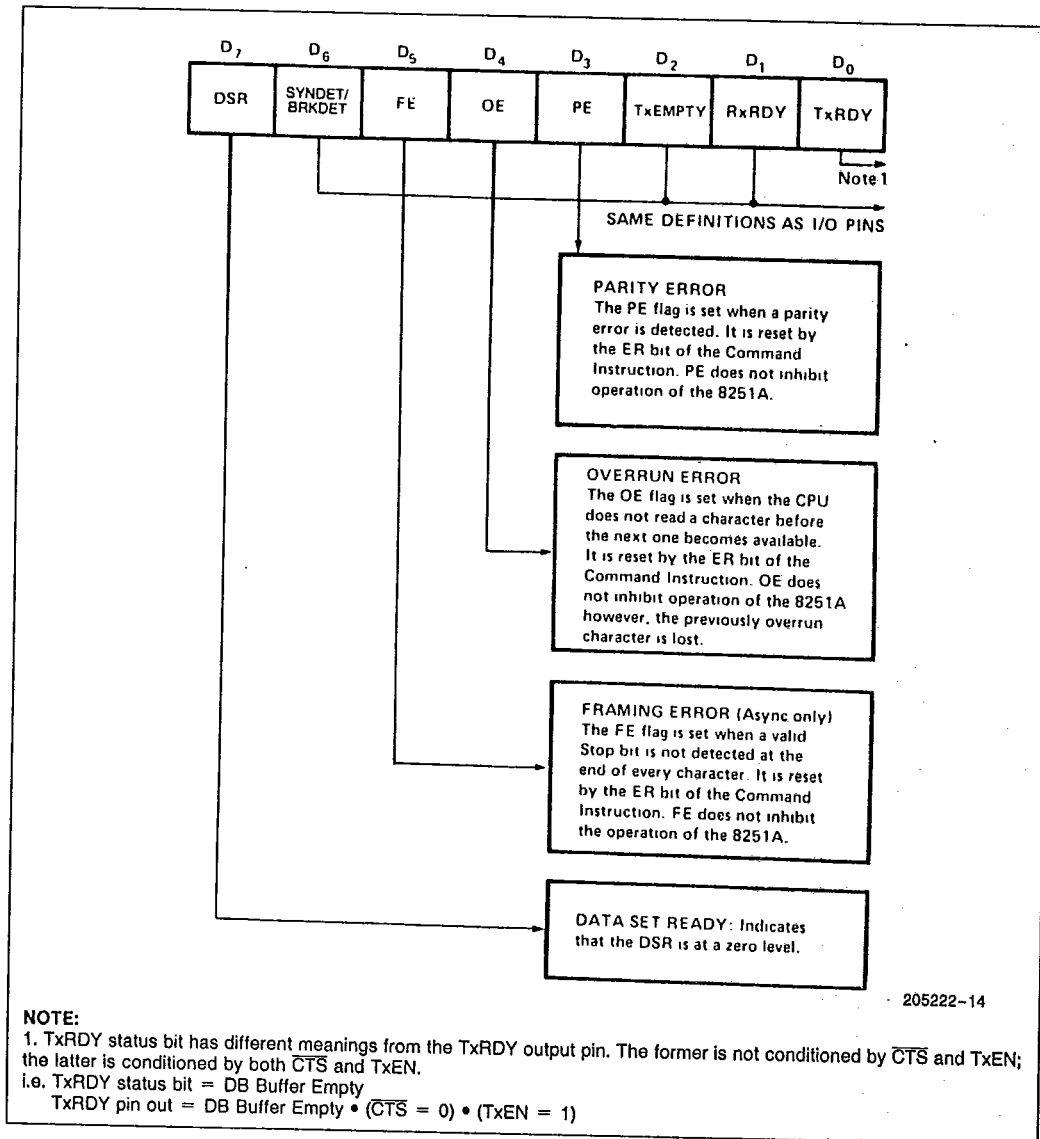 D7 D6 D5 D4 D3 D2 D1 D0
DSR SYNDET/BRKDET FE OE PE TxEMPTY RxRDY TxRDY
Note 1
SAME DEFINITIONS AS I/O PINS
PARITY ERROR
The PE flag is set when a parity
error is detected. It is reset by
the ER bit of the Command
Instruction. PE does not inhibit
operation of the 8251A.
OVERRUN ERROR
The OE flag is set when the CPU
does not read a character before
the next one becomes available.
It is reset by the ER bit of the
Command Instruction. OE does
not inhibit operation of the 8251A
however, the previously overrun
character is lost.
FRAMING ERROR (Async only)
The FE flag is set when a valid
Stop bit is not detected at the
end of every character. It is reset
by the ER bit of the Command
Instruction. FE does not inhibit
the operation of the 8251A.
DATA SET READY: Indicates
that the DSR is at a zero level.
205222-14
NOTE:
1. TxRDY status bit has different meanings from the TxRDY output pin. The former is not conditioned by C̅T̅S̅ and TxEN;
the latter is conditioned by both C̅T̅S̅ and TxEN.
i.e. TxRDY status bit = DB Buffer Empty
TxRDY pin out = DB Buffer Empty • (C̅T̅S̅ = 0) • (TxEN = 1)